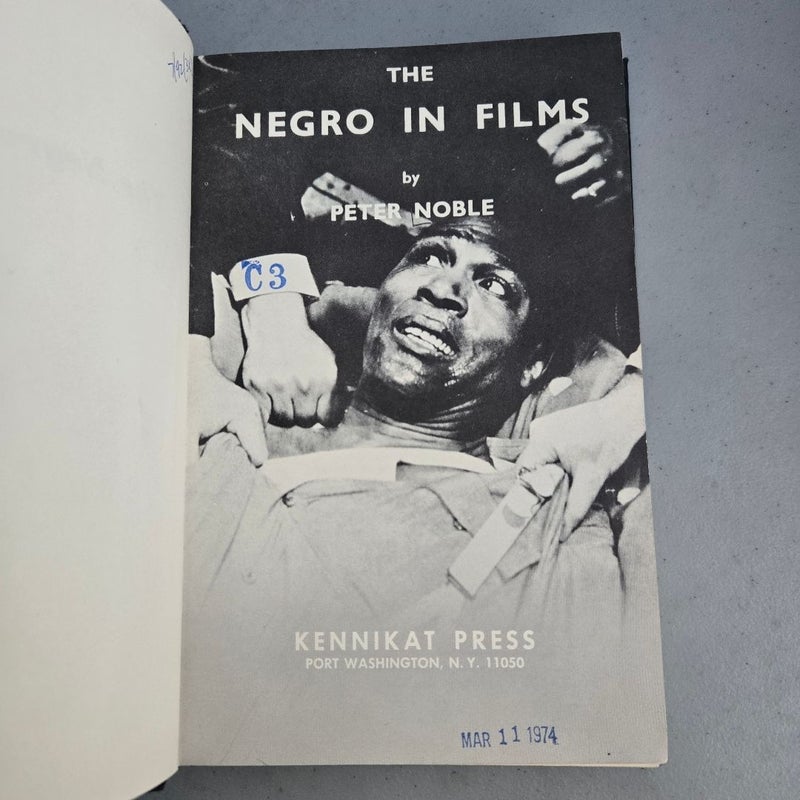 THE
NEGRO IN FILMS
by
PETER NOBLE
C3
KENNIKAT PRESS
PORT WASHINGTON, N. Y. 11050
MAR 11 1974